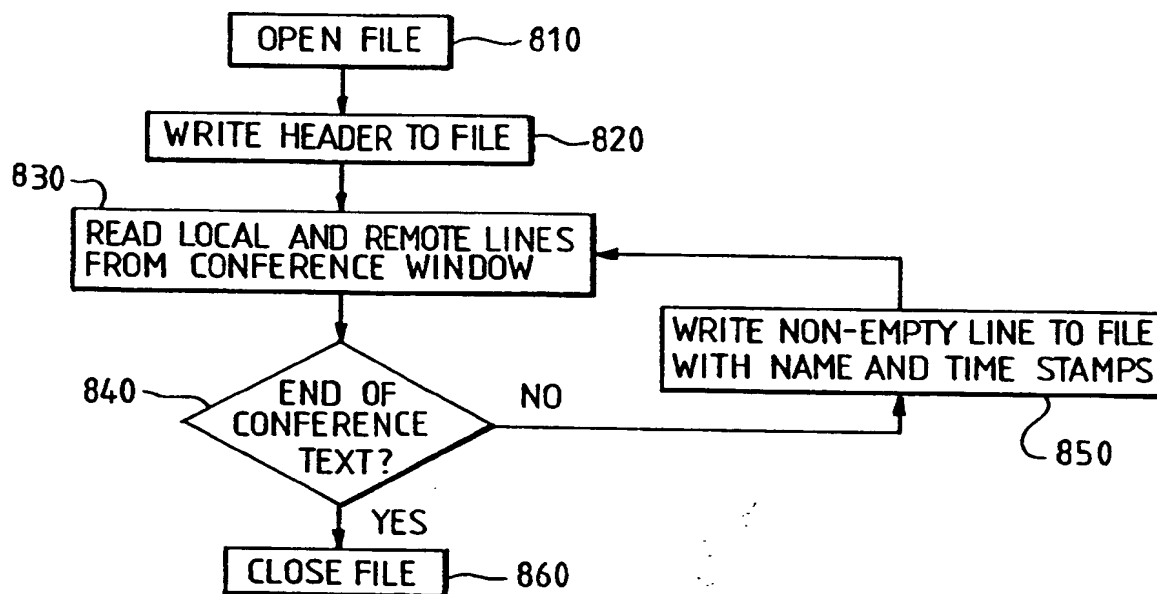 OPEN FILE
810
WRITE HEADER TO FILE
820
830
READ LOCAL AND REMOTE LINES
FROM CONFERENCE WINDOW
WRITE NON-EMPTY LINE TO FILE
WITH NAME AND TIME STAMPS
850
840
END OF
CONFERENCE
TEXT?
NO
YES
CLOSE FILE
860